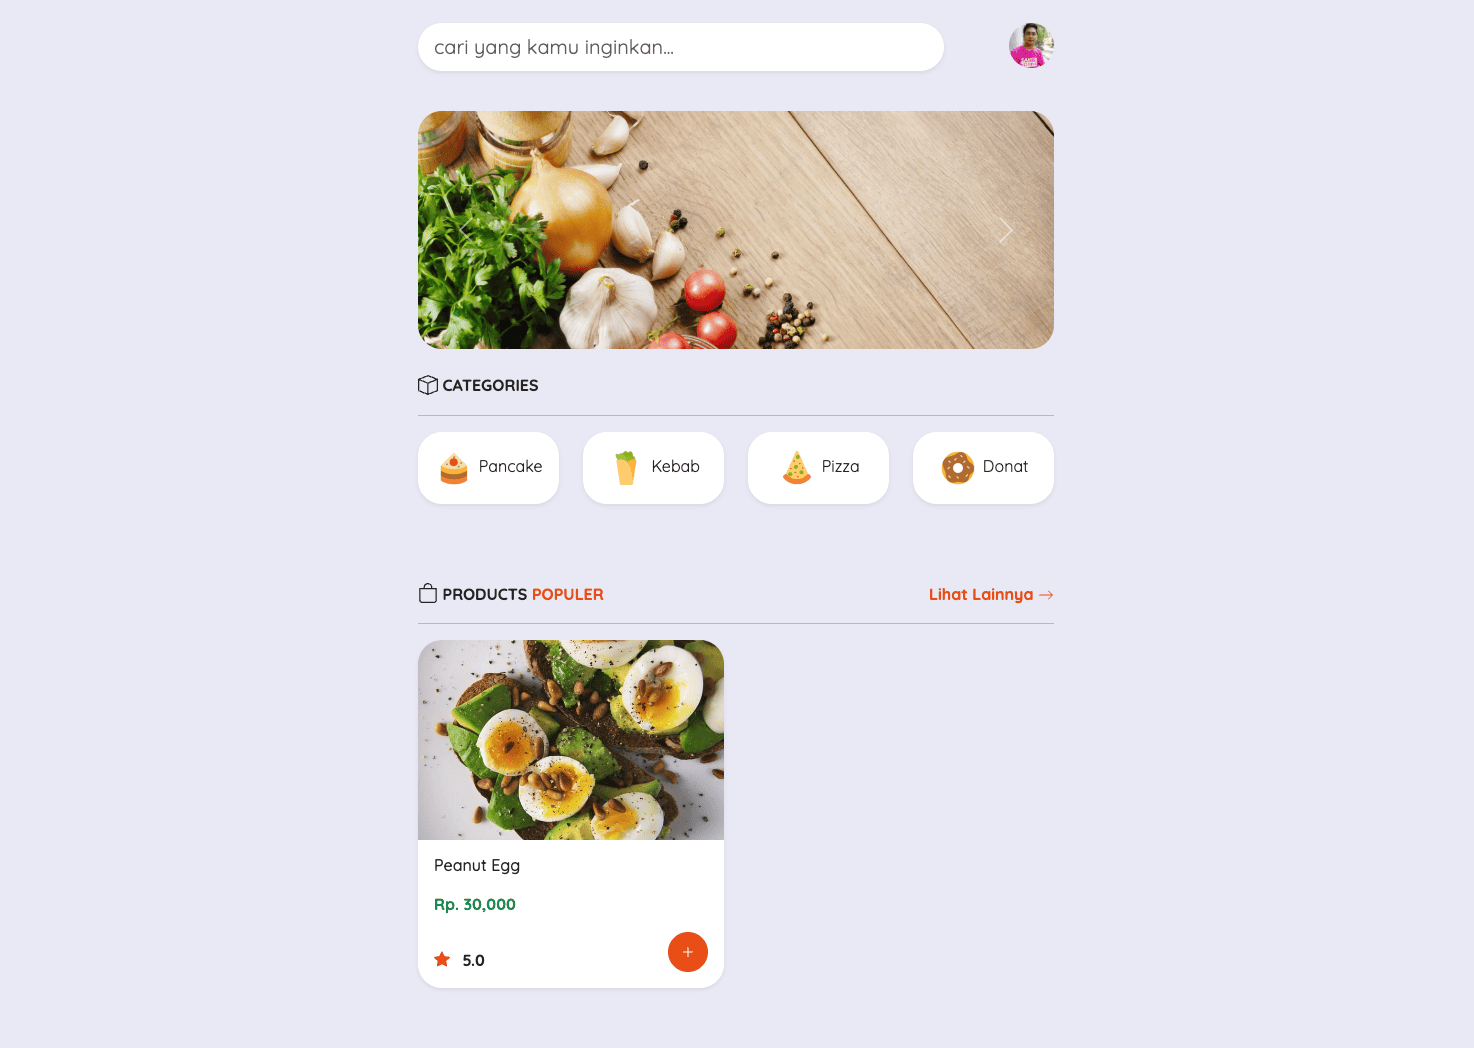 cari yang kamu inginkan...
CATEGORIES
Pancake
Kebab
Pizza
Donat
PRODUCTS POPULER
Lihat Lainnya →
Peanut Egg
Rp. 30,000
5.0
+